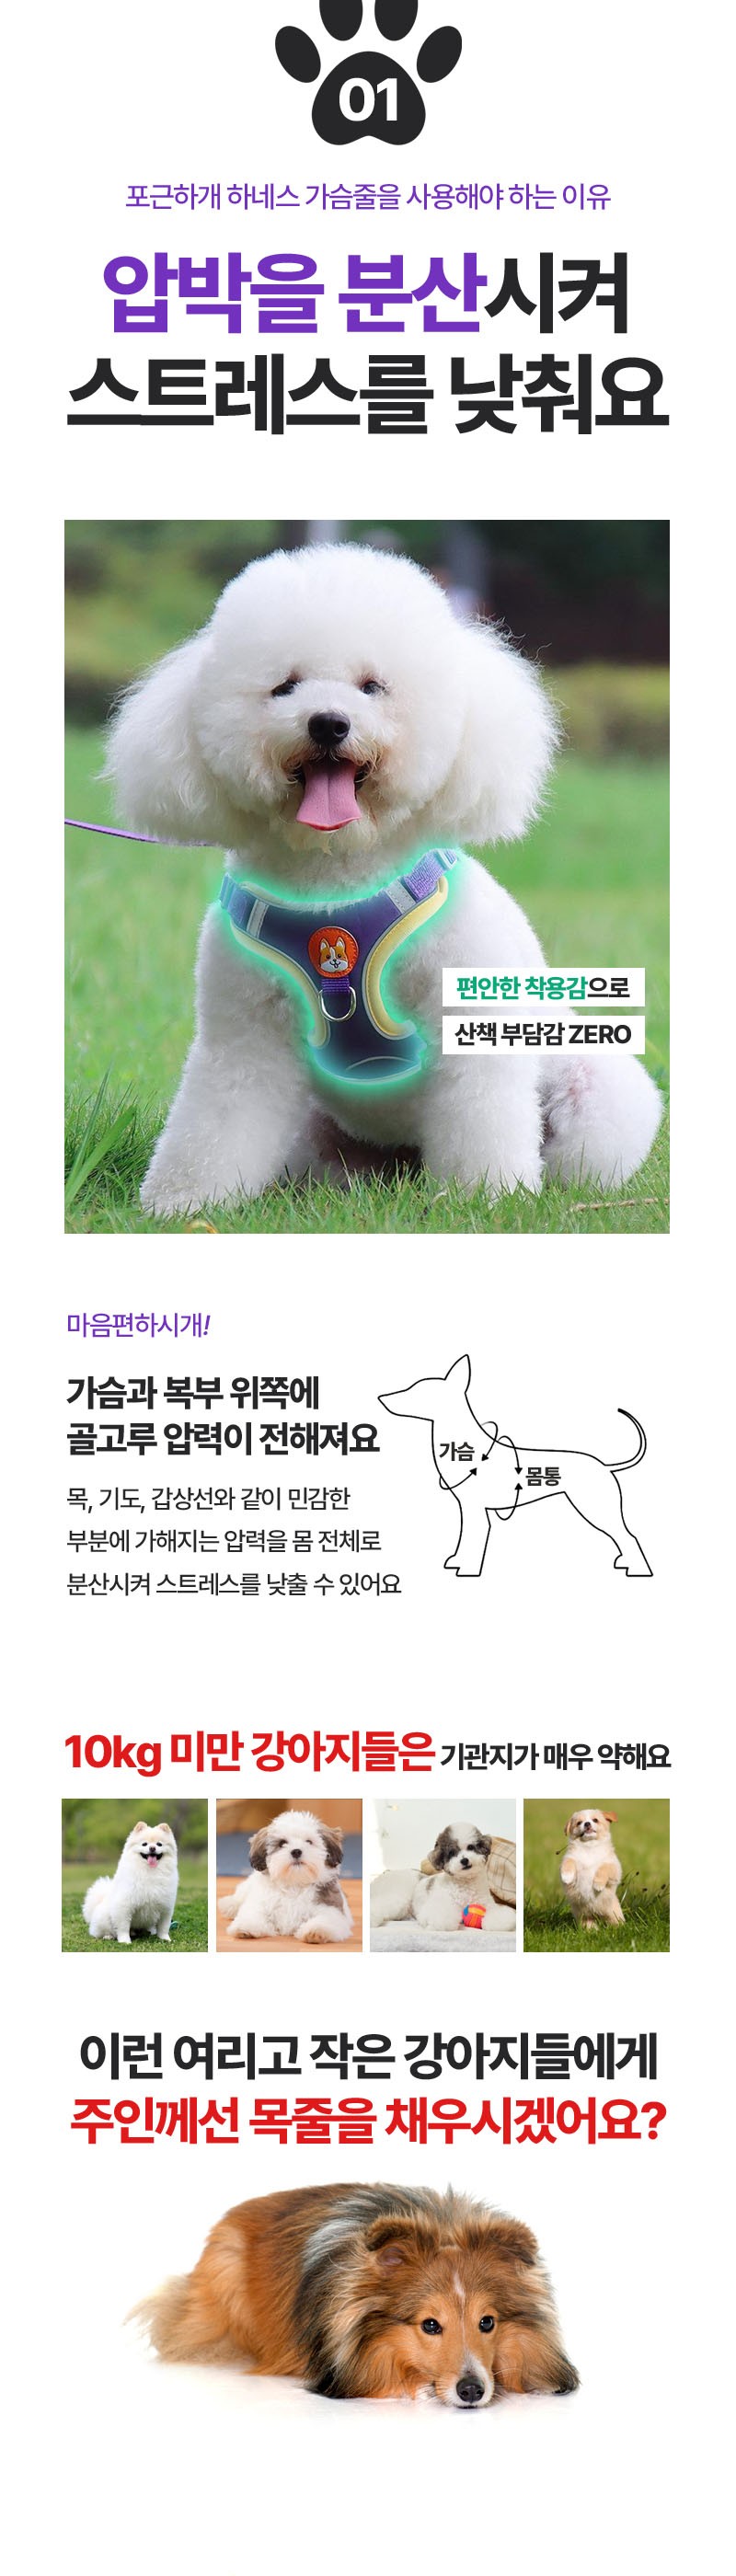 01
포근하개 하네스 가슴줄을 사용해야 하는 이유
압박을 분산시켜
스트레스를 낮춰요
편안한 착용감으로
산책 부담감 ZERO
마음편하시개!
가슴과 복부 위쪽에
골고루 압력이 전해져요
가슴
몸통
목, 기도, 갑상선와 같이 민감한
부분에 가해지는 압력을 몸 전체로
분산시켜 스트레스를 낮출 수 있어요
10kg 미만 강아지들은 기관지가 매우 약해요
이런 여리고 작은 강아지들에게
주인께선 목줄을 채우시겠어요?